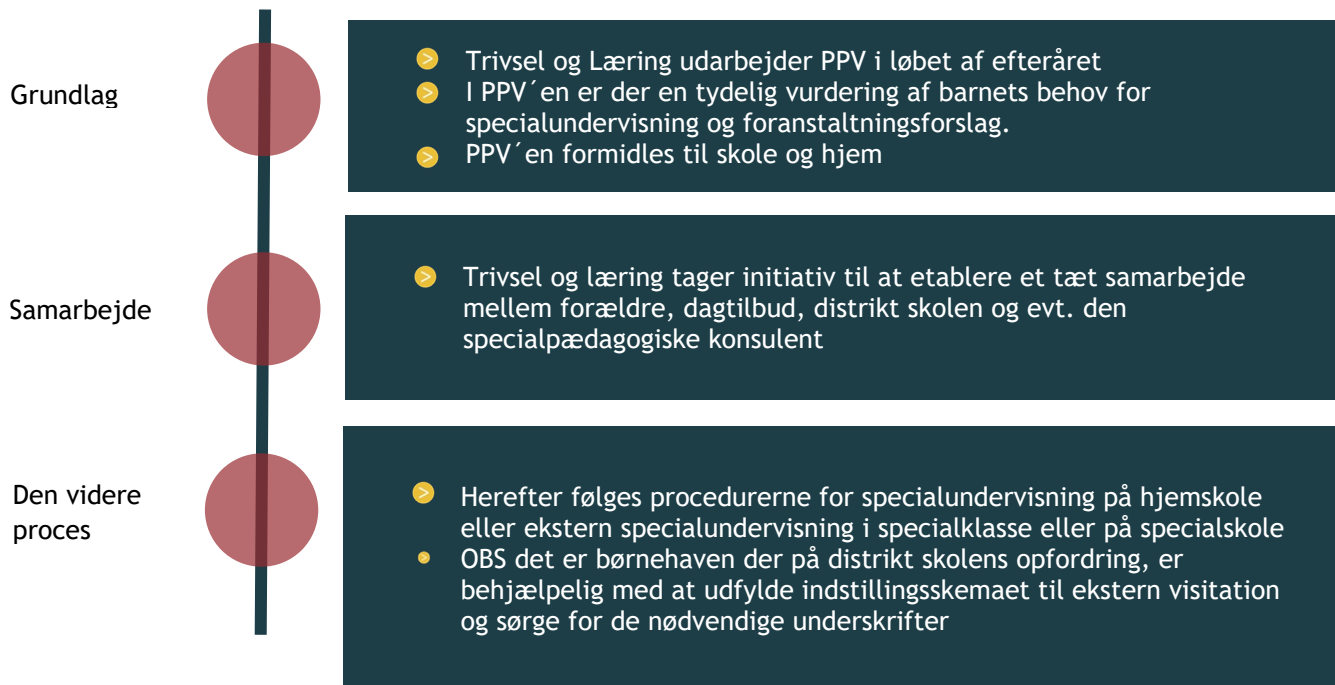 Grundlag
Trivsel og Læring udarbejder PPV i løbet af efteråret
I PPV´en er der en tydelig vurdering af barnets behov for
specialundervisning og foranstaltningsforslag.
PPV´en formidles til skole og hjem
Samarbejde
Trivsel og læring tager initiativ til at etablere et tæt samarbejde
mellem forældre, dagtilbud, distrikt skolen og evt. den
specialpædagogiske konsulent
Den videre
proces
Herefter følges procedurerne for specialundervisning på hjemskole
eller ekstern specialundervisning i specialklasse eller på specialskole
OBS det er børnehaven der på distrikt skolens opfordring, er
behjælpelig med at udfylde indstillingsskemaet til ekstern visitation
og sørge for de nødvendige underskrifter